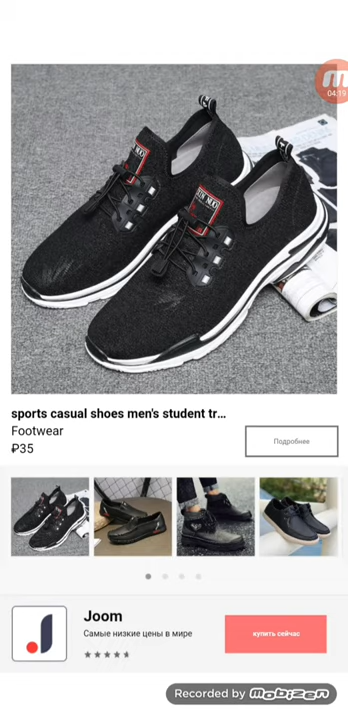 04:19
sports casual shoes men's student tr...
Footwear
₽35
Подробнее
Joom
Самые низкие цены в мире
купить сейчас
Recorded by mobizen